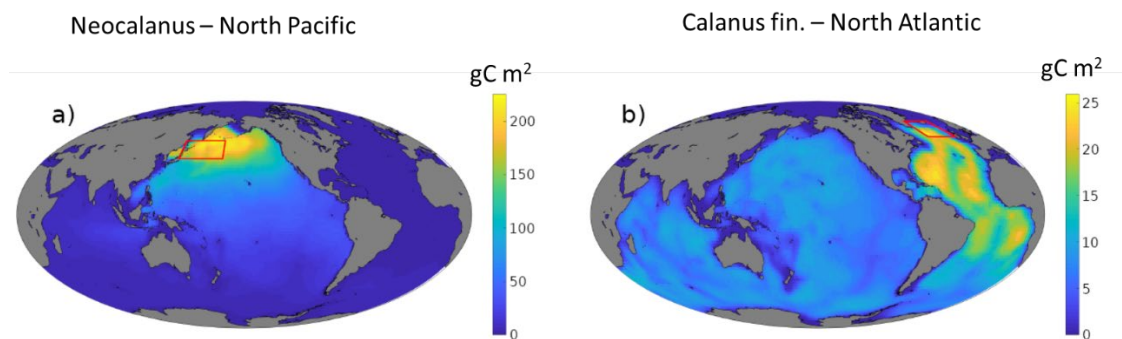 Neocalanus – North Pacific
Calanus fin. – North Atlantic
gC m²
gC m²
a)
200
150
100
50
0
b)
25
20
15
10
5
0